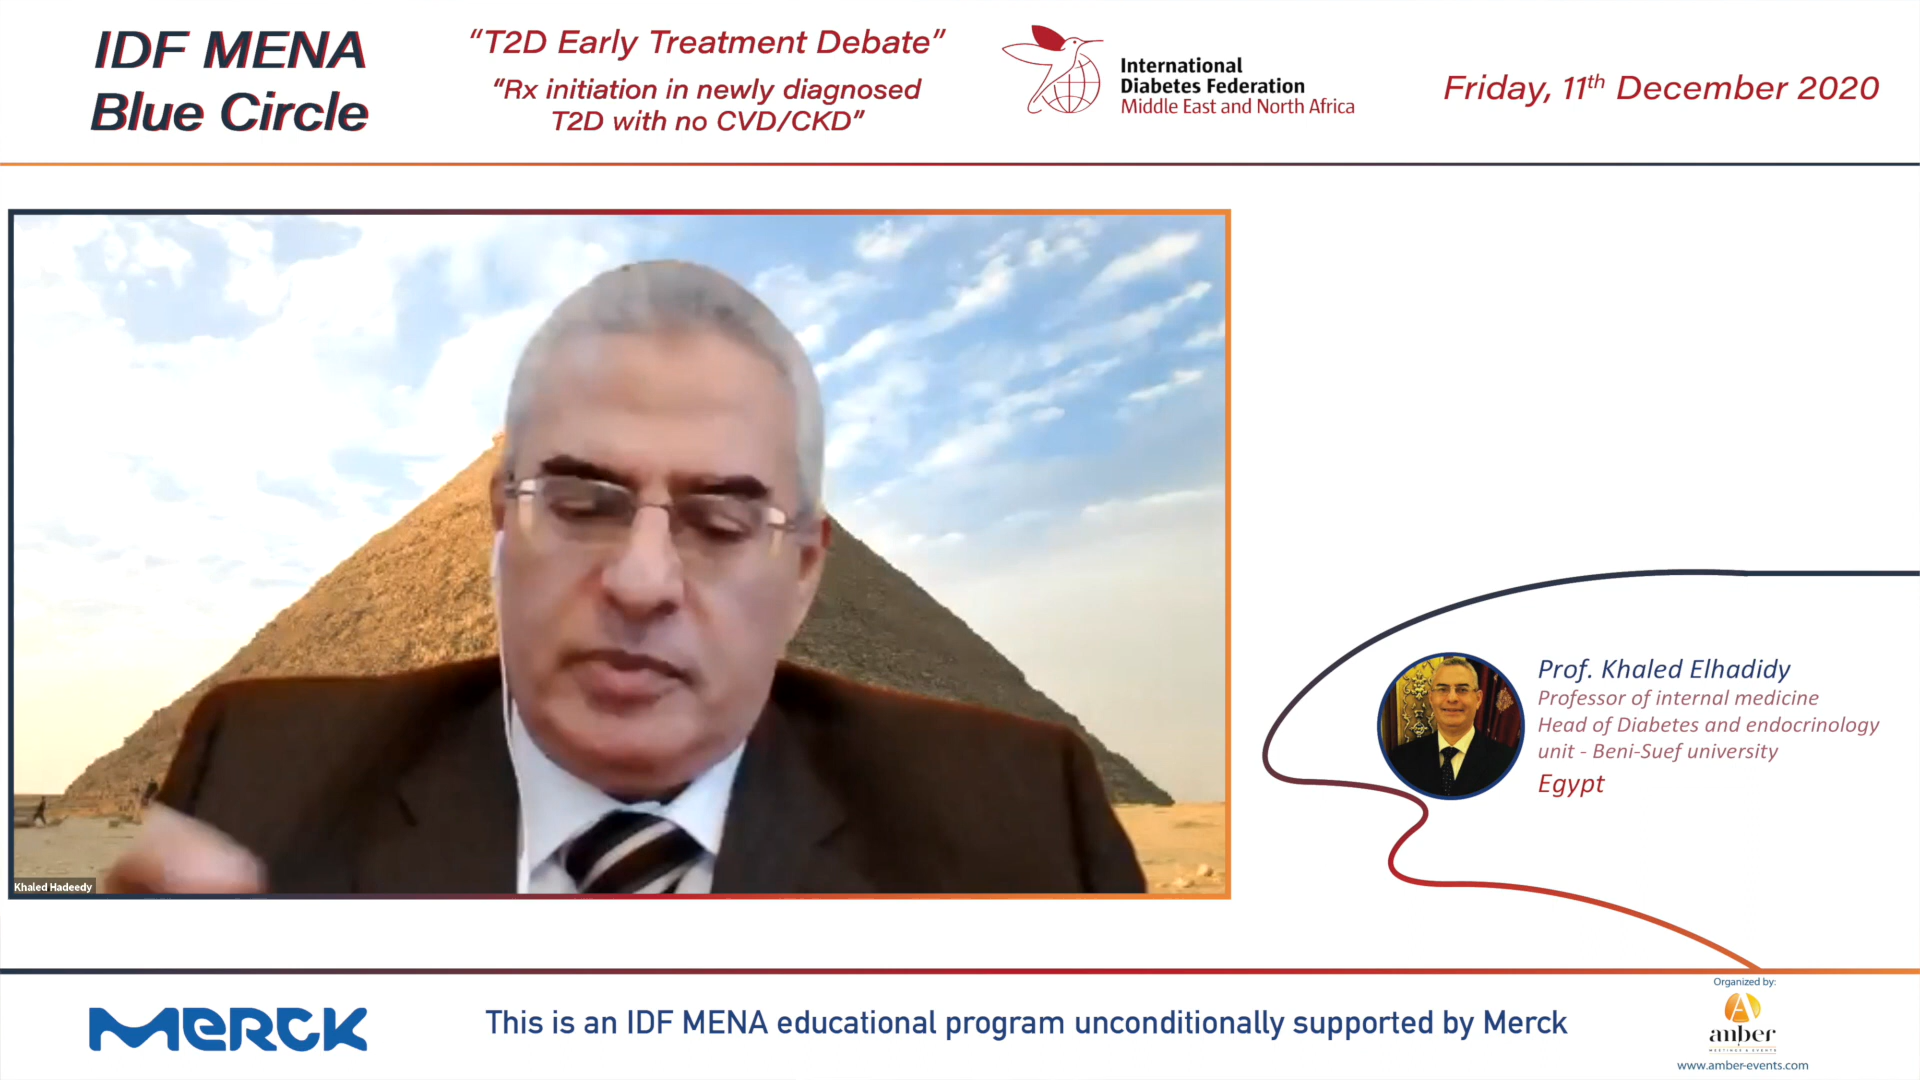 IDF MENA
Blue Circle
“T2D Early Treatment Debate”
“Rx initiation in newly diagnosed
T2D with no CVD/CKD”
International
Diabetes Federation
Middle East and North Africa
Friday, 11th December 2020
Khaled Hadeedy
Prof. Khaled Elhadidy
Professor of internal medicine
Head of Diabetes and endocrinology
unit - Beni-Suef university
Egypt
MERCK
This is an IDF MENA educational program unconditionally supported by Merck
Organized by:
amber
MEETINGS & EVENTS
www.amber-events.com